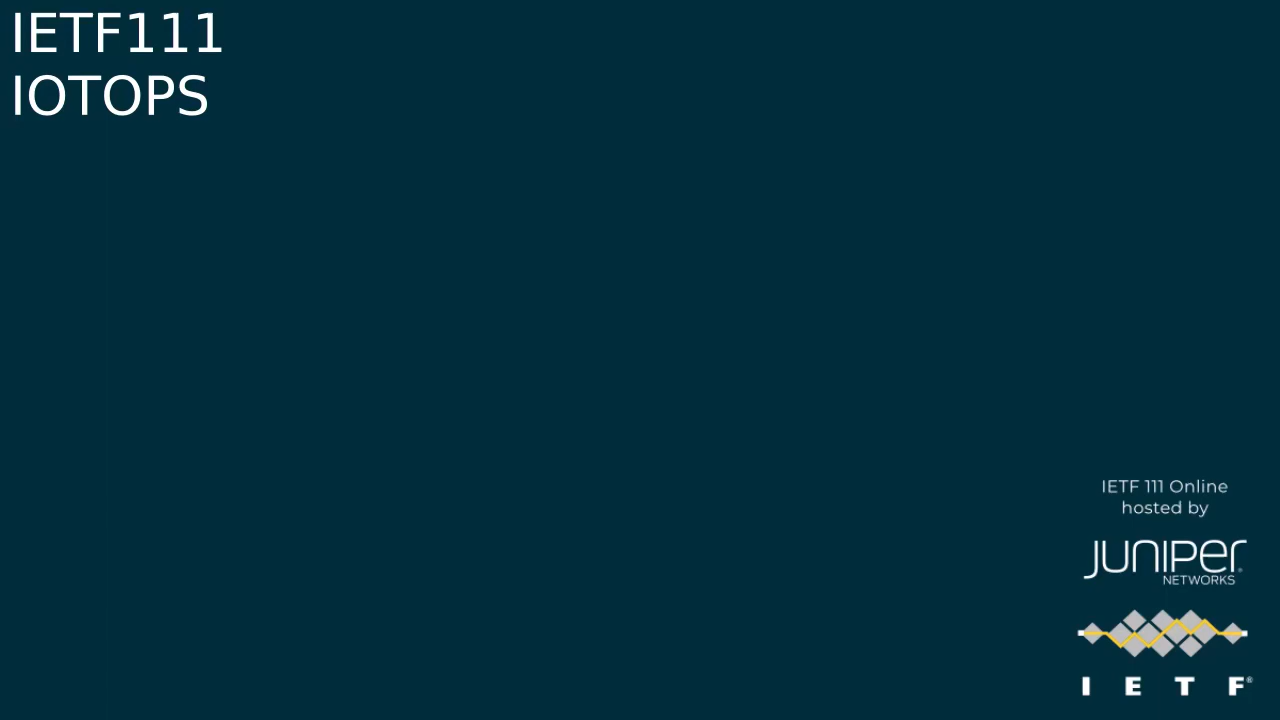 IETF111
IOTOPS
IETF 111 Online
hosted by
JUNIPER
NETWORKS
I E T F®